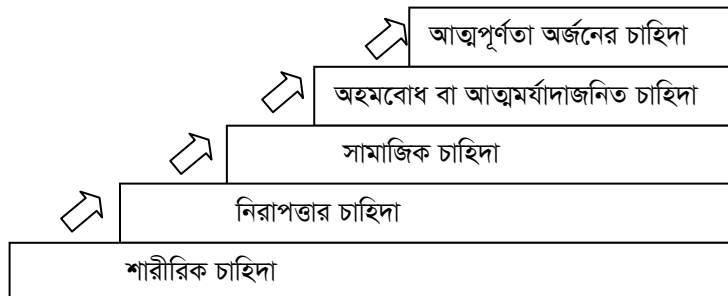 আত্মপূর্ণতা অর্জনের চাহিদা
অহমবোধ বা আত্মমর্যাদাজনিত চাহিদা
সামাজিক চাহিদা
নিরাপত্তার চাহিদা
শারীরিক চাহিদা